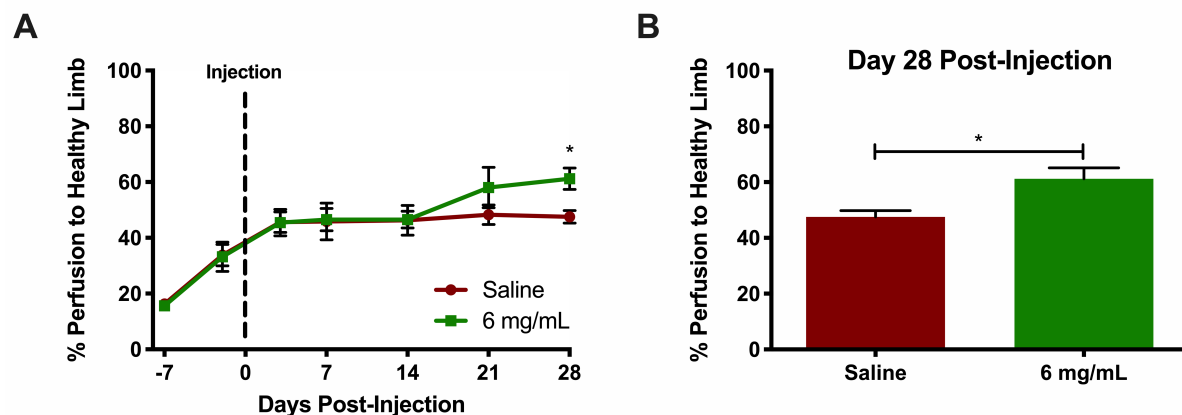 A
% Perfusion to Healthy Limb
100
80
60
40
20
0
Injection
*
Saline
6 mg/mL
-7 0 7 14 21 28
Days Post-Injection
B
Day 28 Post-Injection
% Perfusion to Healthy Limb
100
80
60
40
20
0
*
Saline 6 mg/mL